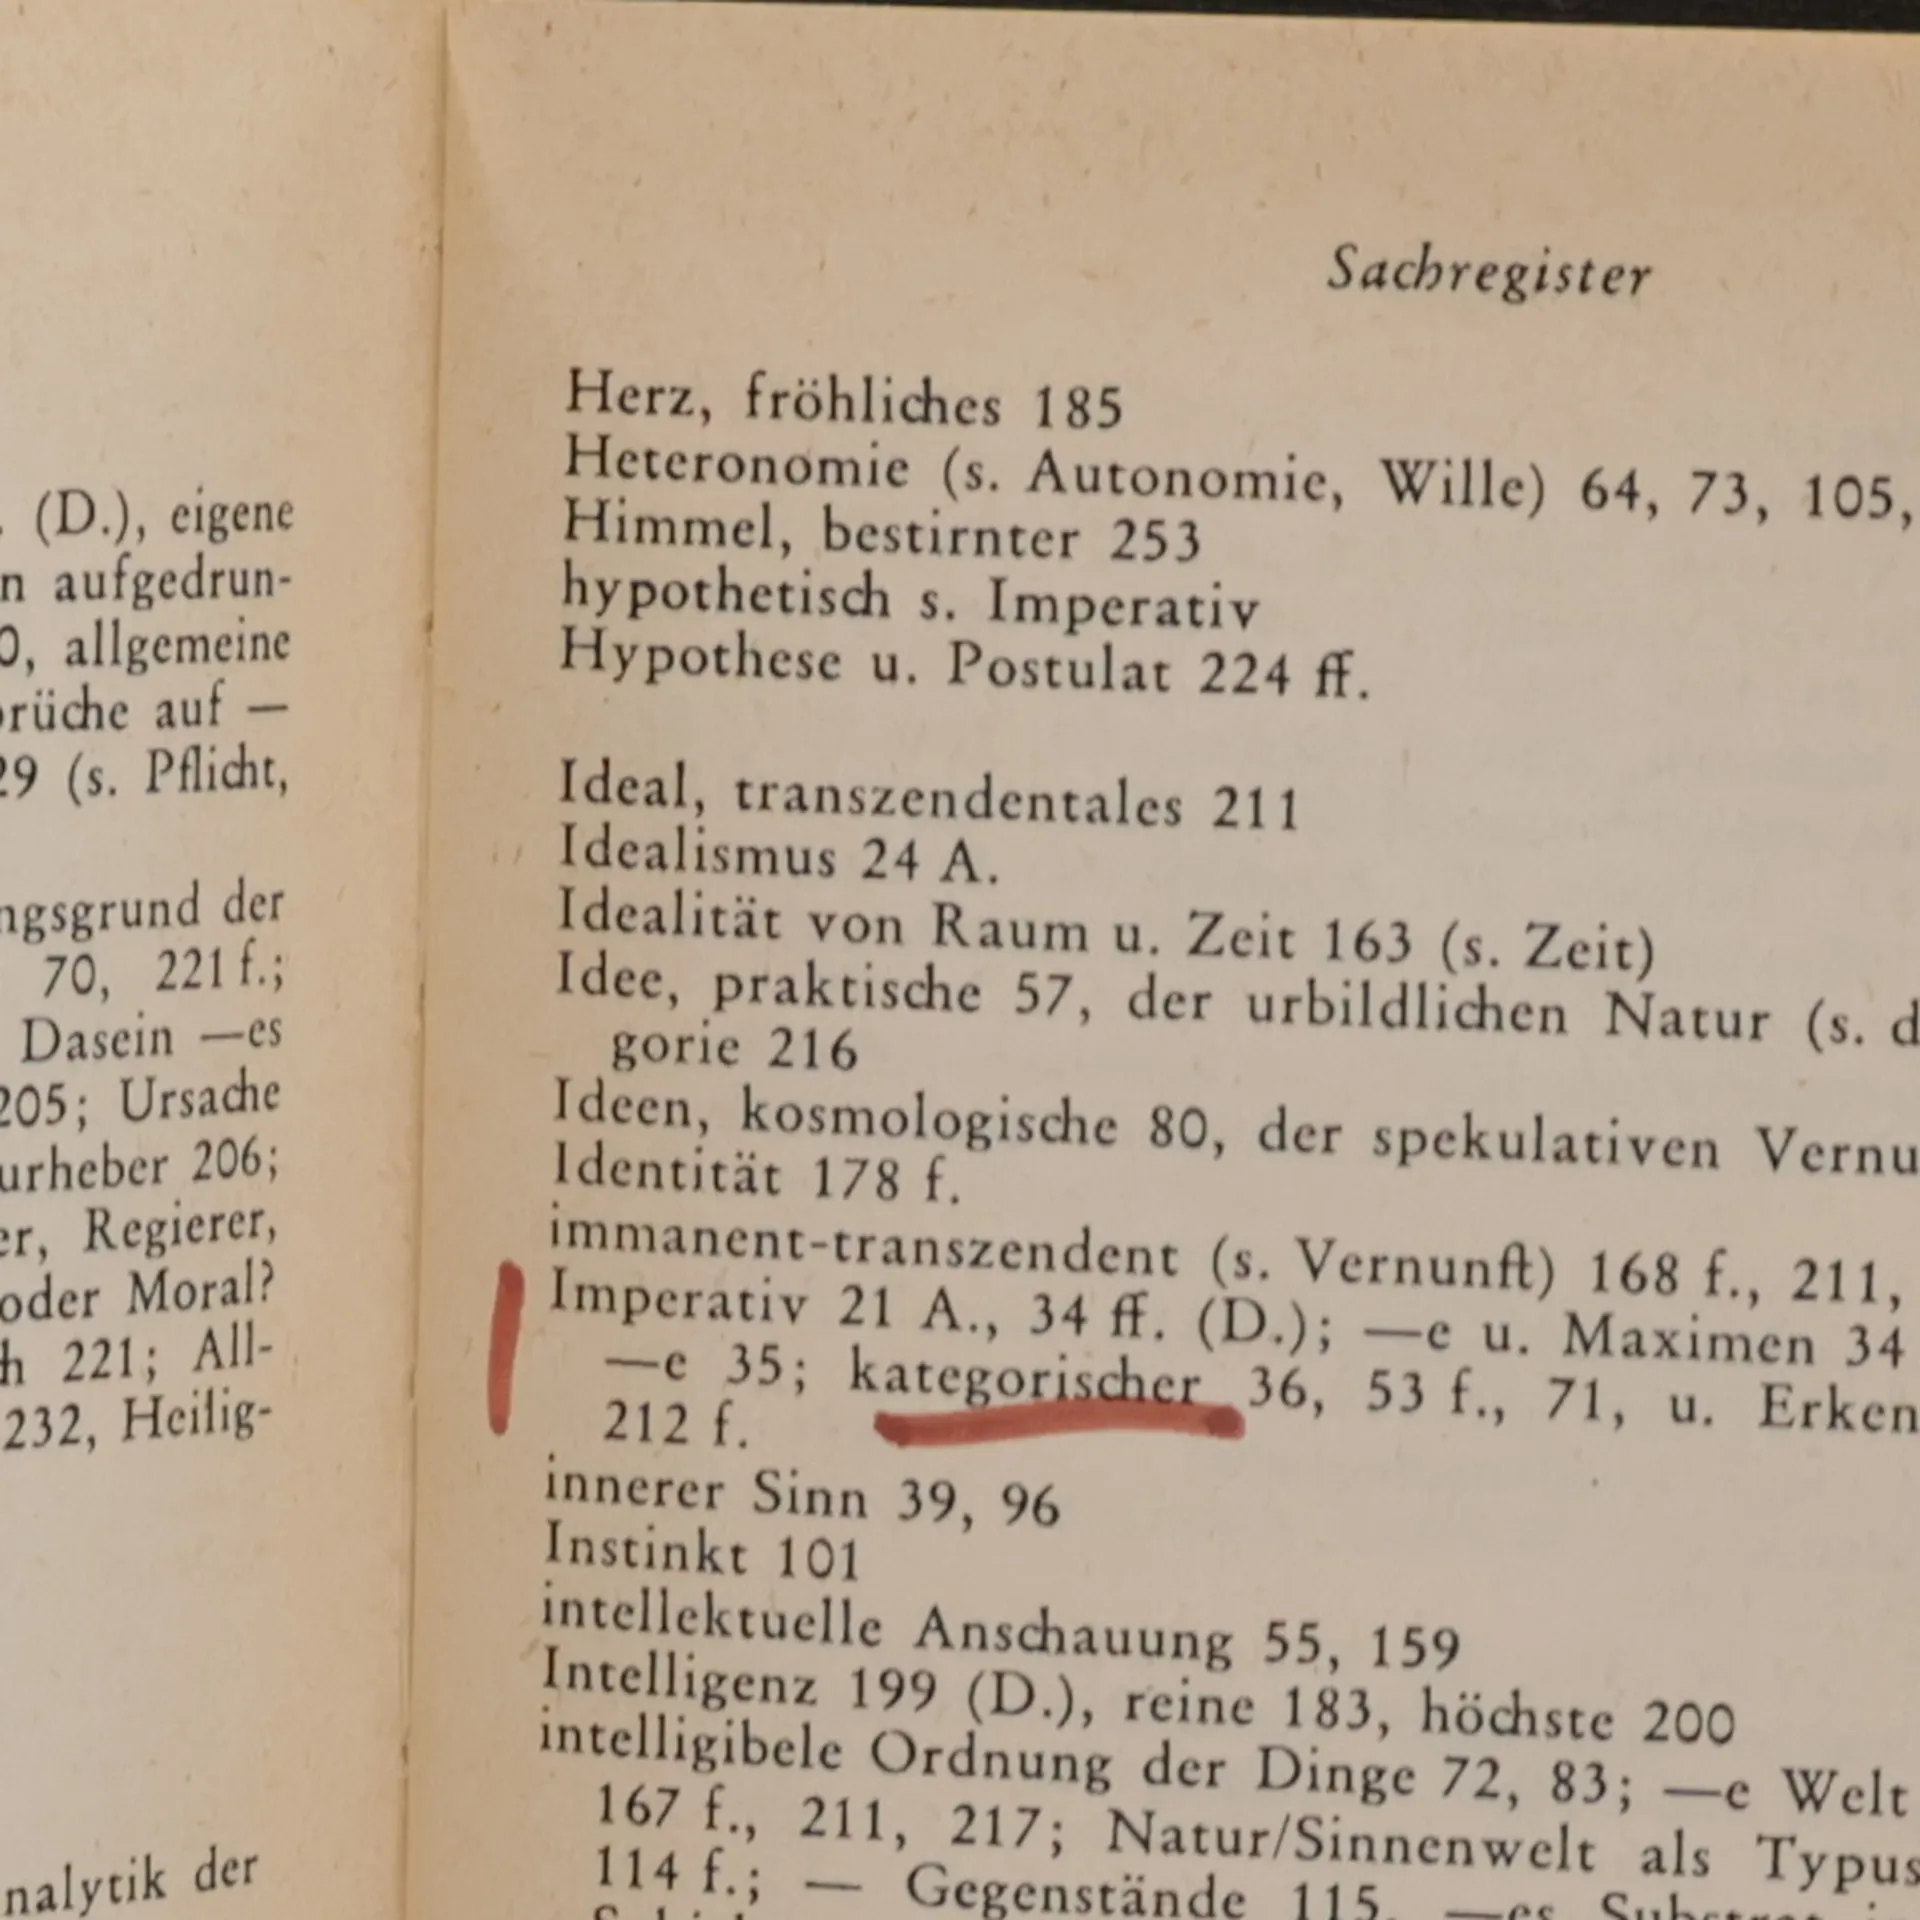 (D.), eigene
aufgedrun-
allgemeine
auf —
(s. Pflicht,
der
70, 221 f.;
Dasein —es
205; Ursache
206;
Regierer,
oder Moral?
221; All-
232, Heilig-
der
Sachregister
Herz, fröhliches 185
Heteronomie (s. Autonomie, Wille) 64, 73, 105,
Himmel, bestirnter 253
hypothetisch s. Imperativ
Hypothese u. Postulat 224 ff.
Ideal, transzendentales 211
Idealismus 24 A.
Idealität von Raum u. Zeit 163 (s. Zeit)
Idee, praktische 57, der urbildlichen Natur (s.
gorie 216
Ideen, kosmologische 80, der spekulativen
Identität 178 f.
immanent-transzendent (s. Vernunft) 168 f., 211,
Imperativ 21 A., 34 ff. (D.); —e u. Maximen 34
—e 35; kategorischer 36, 53 f., 71, u.
212 f.
innerer Sinn 39, 96
Instinkt 101
intellektuelle Anschauung 55, 159
Intelligenz 199 (D.), reine 183, höchste 200
intelligibele Ordnung der Dinge 72, 83; —e Welt
167 f., 211, 217; Natur/Sinnenwelt als Typus
114 f.; — Gegenstände 115, —es